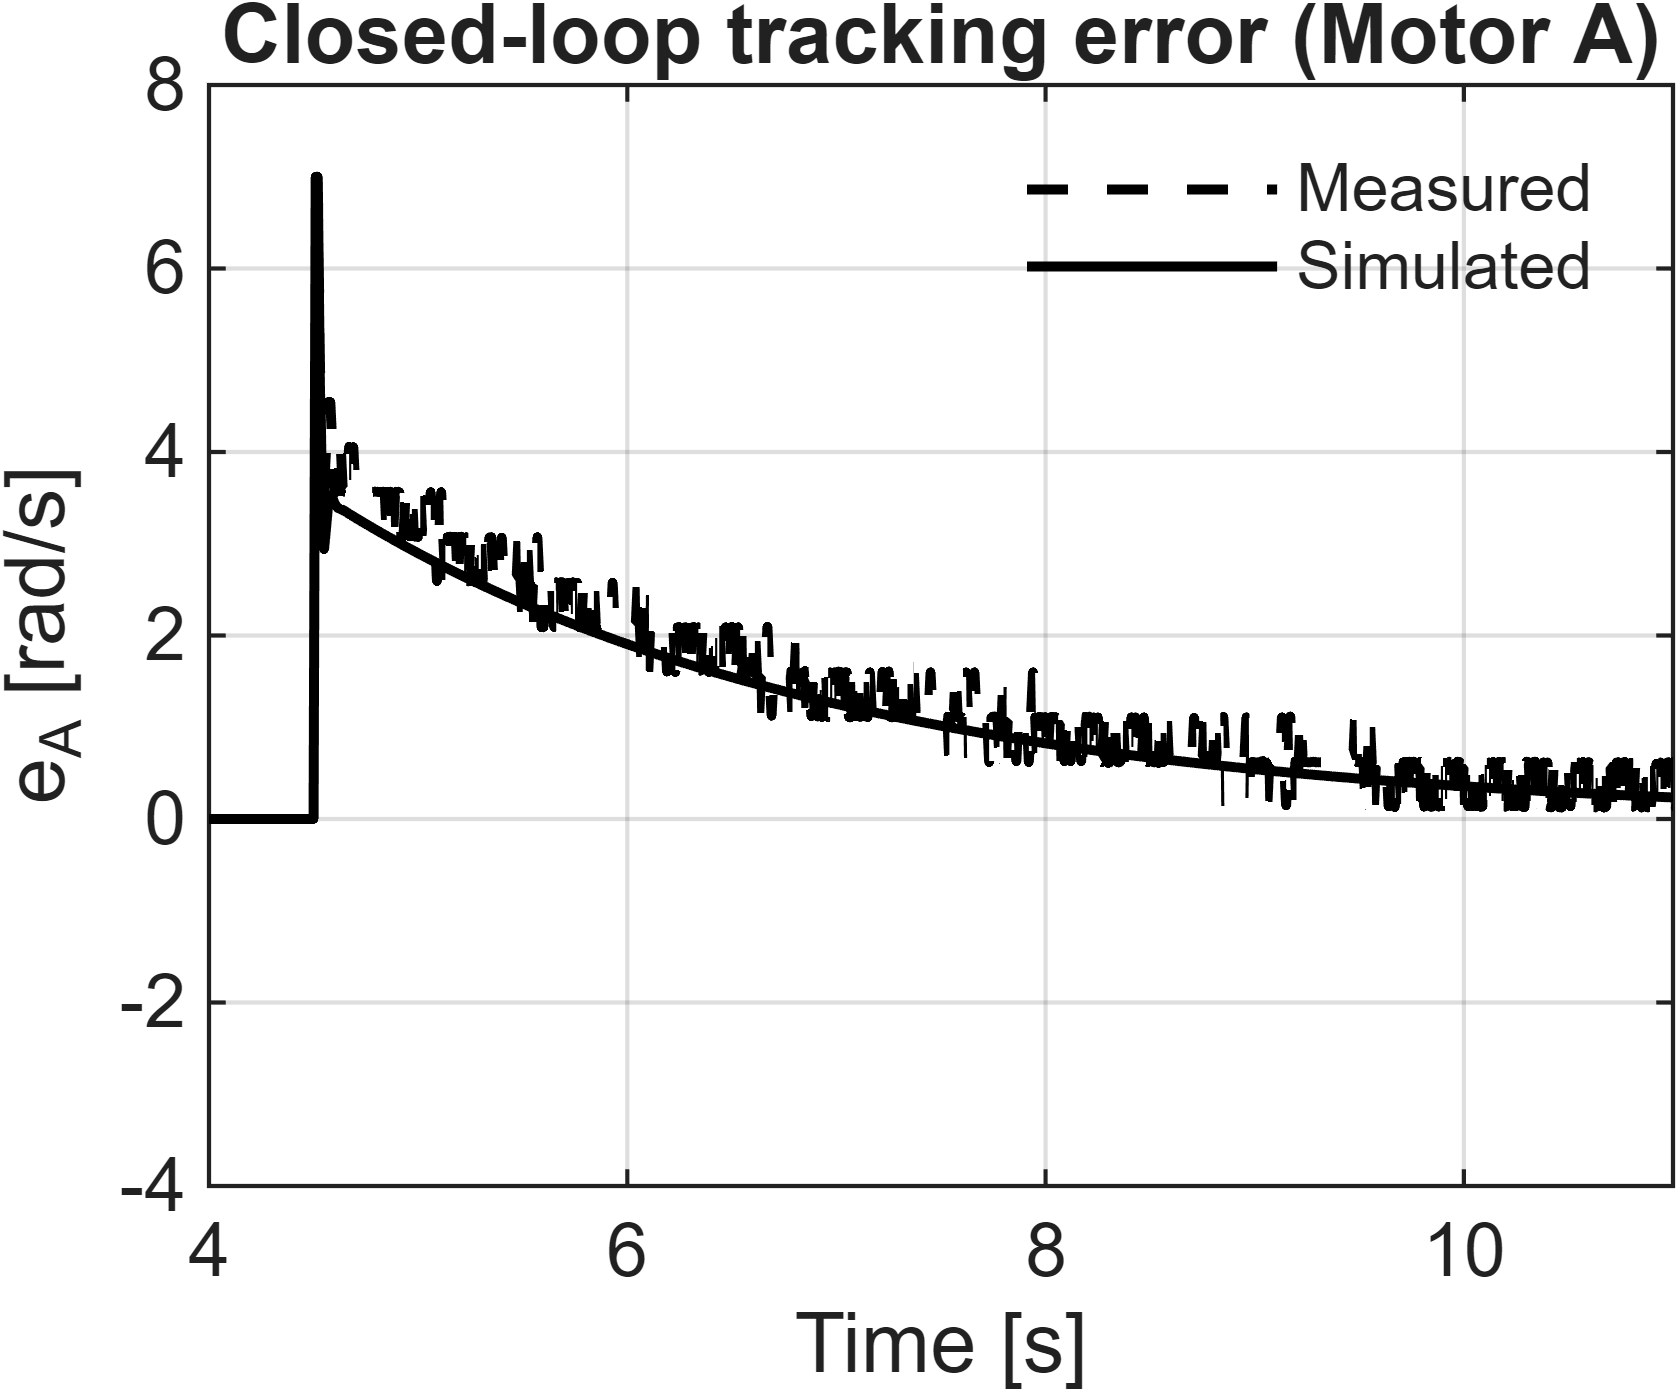 Closed-loop tracking error (Motor A)
8
6
4
2
0
-2
-4
4 6 8 10
e_A [rad/s]
Time [s]
Measured
Simulated